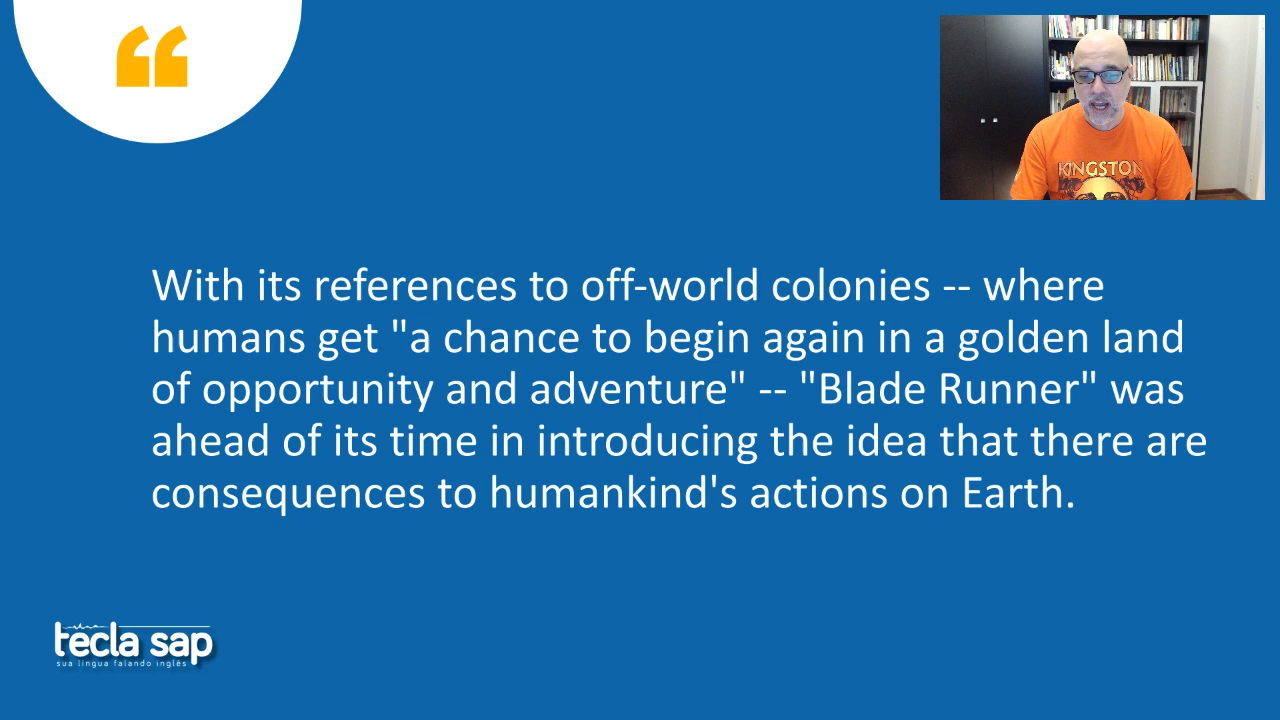 “
KINGSTON
With its references to off-world colonies -- where
humans get "a chance to begin again in a golden land
of opportunity and adventure" -- "Blade Runner" was
ahead of its time in introducing the idea that there are
consequences to humankind's actions on Earth.
tecla sap
sua língua falando inglês